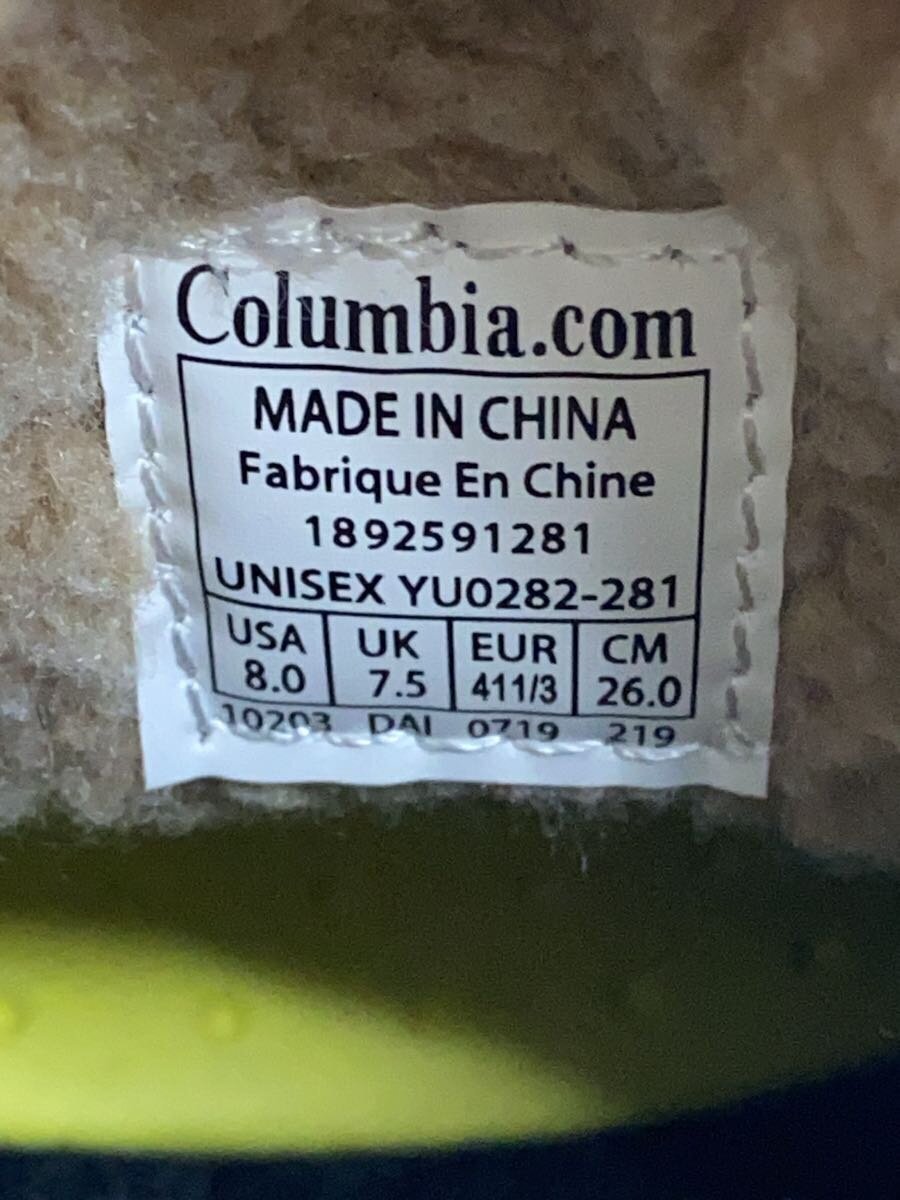 Columbia.com
MADE IN CHINA
Fabrique En Chine
1892591281
UNISEX YU0282-281
USA UK EUR CM
8.0 7.5 411/3 26.0
10203 DAI 0719 219